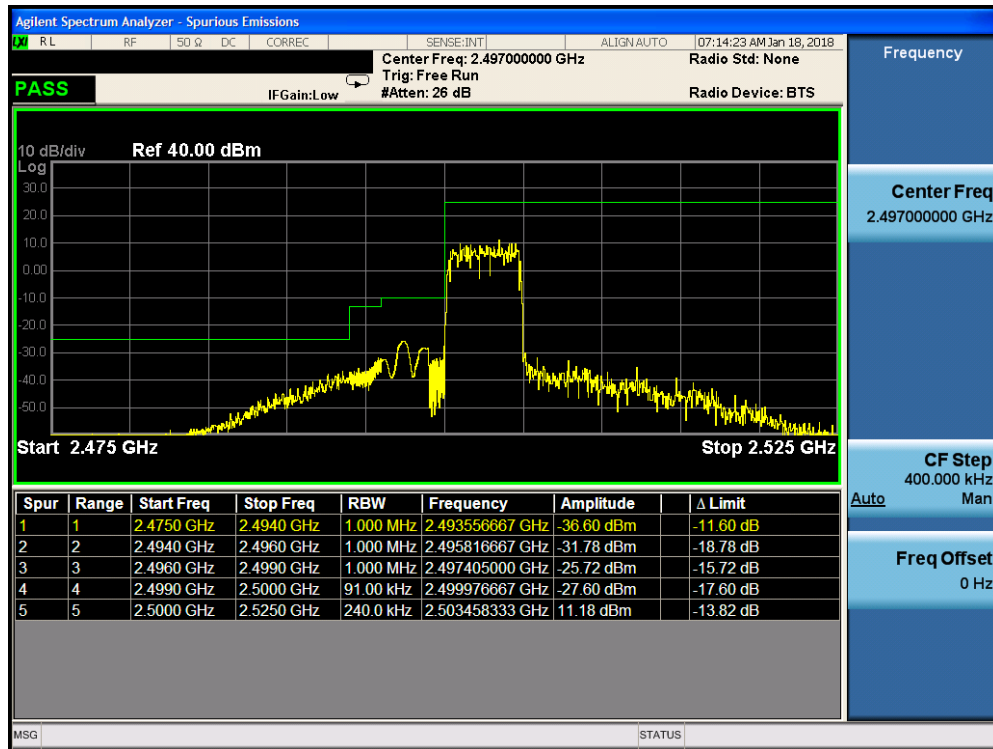 Agilent Spectrum Analyzer - Spurious Emissions
LXI RL RF 50 Ω DC CORREC SENSE:INT ALIGN AUTO 07:14:23 AM Jan 18, 2018
Center Freq: 2.497000000 GHz Radio Std: None
Trig: Free Run
PASS IFGain:Low #Atten: 26 dB Radio Device: BTS
10 dB/div Ref 40.00 dBm
Log
30.0
20.0
10.0
0.00
-10.0
-20.0
-30.0
-40.0
-50.0
Start 2.475 GHz Stop 2.525 GHz
Spur Range Start Freq Stop Freq RBW Frequency Amplitude Δ Limit
1 1 2.4750 GHz 2.4940 GHz 1.000 MHz 2.493556667 GHz -36.60 dBm -11.60 dB
2 2 2.4940 GHz 2.4960 GHz 1.000 MHz 2.495816667 GHz -31.78 dBm -18.78 dB
3 3 2.4960 GHz 2.4990 GHz 1.000 MHz 2.497405000 GHz -25.72 dBm -15.72 dB
4 4 2.4990 GHz 2.5000 GHz 91.00 kHz 2.499976667 GHz -27.60 dBm -17.60 dB
5 5 2.5000 GHz 2.5250 GHz 240.0 kHz 2.503458333 GHz 11.18 dBm -13.82 dB
MSG STATUS
Frequency
Center Freq
2.497000000 GHz
CF Step
400.000 kHz
Auto Man
Freq Offset
0 Hz